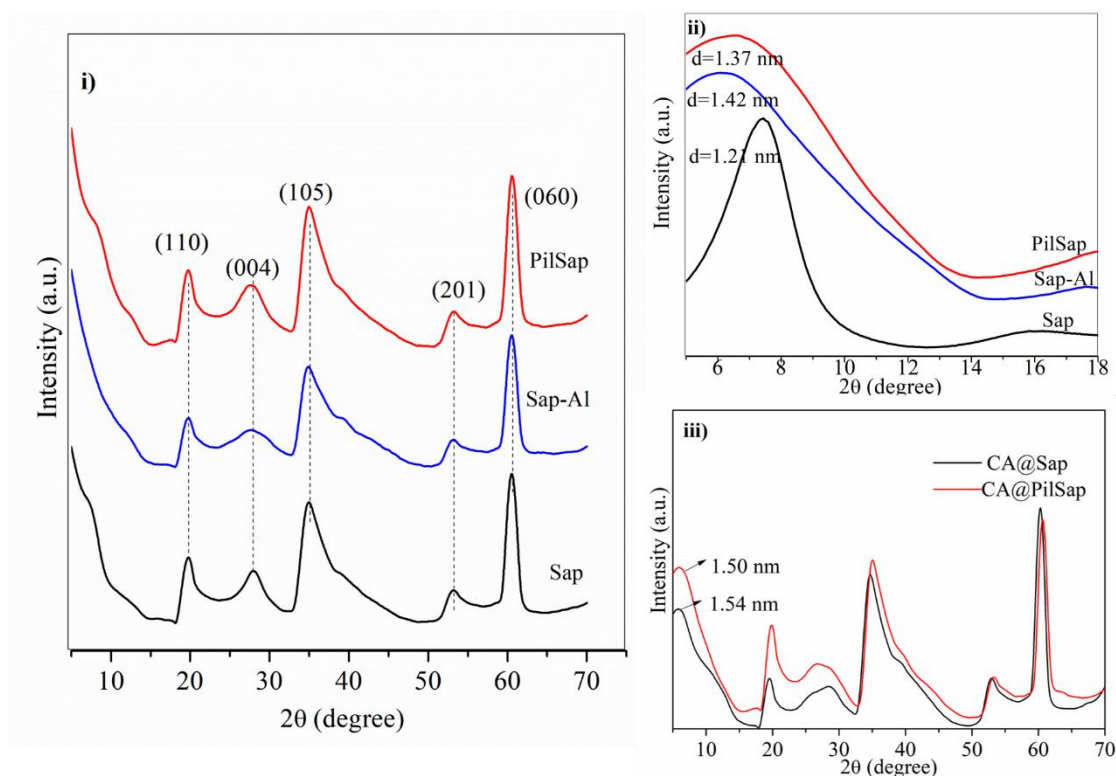 i)
(110)
(004)
(105)
(201)
(060)
PilSap
Sap-Al
Sap
Intensity (a.u.)
10 20 30 40 50 60 70
2θ (degree)
ii)
d=1.37 nm
d=1.42 nm
d=1.21 nm
PilSap
Sap-Al
Sap
Intensity (a.u.)
6 8 10 12 14 16 18
2θ (degree)
iii)
CA@Sap
CA@PilSap
1.50 nm
1.54 nm
Intensity (a.u.)
10 20 30 40 50 60 70
2θ (degree)